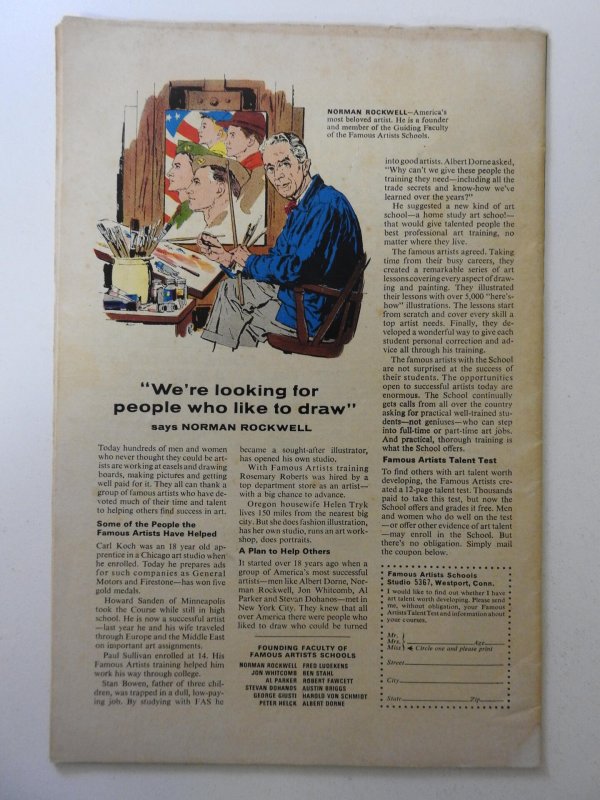 NORMAN ROCKWELL—America's
most beloved artist. He is a founder
and member of the Guiding Faculty
of the Famous Artists Schools.
"We're looking for
people who like to draw"
says NORMAN ROCKWELL
Today hundreds of men and women
who never thought they could be art-
ists are working at easels and drawing
boards, making pictures and getting
well paid for it. They all can thank a
group of famous artists who have de-
voted much of their time and talent
to helping others find success in art.
Some of the People the
Famous Artists Have Helped
Carl Koch was an 18 year old ap-
prentice in a Chicago art studio when
he enrolled. Today he prepares ads
for such companies as General
Motors and Firestone—has won five
gold medals.
Howard Sanden of Minneapolis
took the Course while still in high
school. He is now a successful artist
—last year he and his wife traveled
through Europe and the Middle East
on important art assignments.
Paul Sullivan enrolled at 14. His
Famous Artists training helped him
work his way through college.
Stan Bowen, father of three chil-
dren, was trapped in a dull, low-pay-
ing job. By studying with FAS he
became a sought-after illustrator,
has opened his own studio.
With Famous Artists training
Rosemary Roberts was hired by a
top department store as an artist—
with a big chance to advance.
Oregon housewife Helen Tryk
lives 150 miles from the nearest big
city. But she does fashion illustration,
has her own studio, runs an art work-
shop, does portraits.
A Plan to Help Others
It started over 18 years ago when a
group of America's most successful
artists—men like Albert Dorne, Nor-
man Rockwell, Jon Whitcomb, Al
Parker and Stevan Dohanos—met in
New York City. They knew that all
over America there were people who
liked to draw who could be turned
FOUNDING FACULTY OF
FAMOUS ARTISTS SCHOOLS
NORMAN ROCKWELL FRED LUDEKENS
JON WHITCOMB BEN STAHL
AL PARKER ROBERT FAWCETT
STEVAN DOHANOS AUSTIN BRIGGS
GEORGE GIUSTI HAROLD VON SCHMIDT
PETER HELCK ALBERT DORNE
into good artists. Albert Dorne asked,
"Why can't we give these people the
training they need—including all the
trade secrets and know-how we've
learned over the years?"
He suggested a new kind of art
school—a home study art school—
that would give talented people the
best professional art training, no
matter where they live.
The famous artists agreed. Taking
time from their busy careers, they
created a remarkable series of art
lessons covering every aspect of draw-
ing and painting. They illustrated
their lessons with over 5,000 "here's-
how" illustrations. The lessons start
from scratch and cover every skill a
top artist needs. Finally, they de-
veloped a wonderful way to give each
student personal correction and ad-
vice all through his training.
The famous artists with the School
are not surprised at the success of
their students. The opportunities
open to successful artists today are
enormous. The School continually
gets calls from all over the country
asking for practical well-trained stu-
dents—not geniuses—who can step
into full-time or part-time art jobs.
And practical, thorough training is
what the School offers.
Famous Artists Talent Test
To find others with art talent worth
developing, the Famous Artists cre-
ated a 12-page talent test. Thousands
paid to take this test, but now the
School offers and grades it free. Men
and women who do well on the test
—or offer other evidence of art talent
—may enroll in the School. But
there's no obligation. Simply mail
the coupon below.
Famous Artists Schools
Studio 5367, Westport, Conn.
I would like to find out whether I have
art talent worth developing. Please send
me, without obligation, your Famous
Artists Talent Test and information about
your courses.
Mr.
Mrs. Age
Miss Circle one and please print
Street
City
State Zip